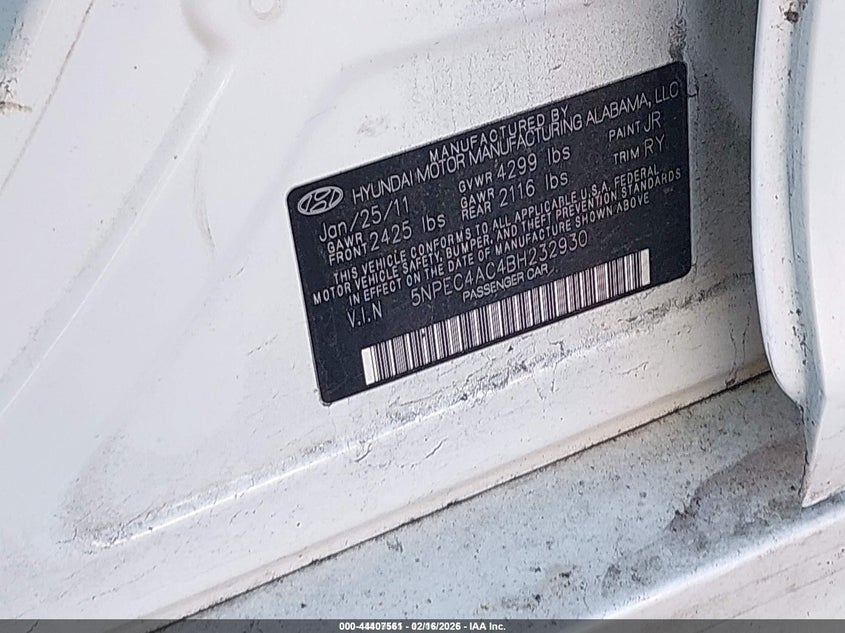 MANUFACTURED BY
HYUNDAI MOTOR MANUFACTURING ALABAMA, LLC
Jan/25/11 GVWR 4299 lbs PAINT JR
GAWR FRONT 2425 lbs GAWR REAR 2116 lbs TRIM RY
THIS VEHICLE CONFORMS TO ALL APPLICABLE U.S.A. FEDERAL
MOTOR VEHICLE SAFETY, BUMPER, AND THEFT PREVENTION STANDARDS
IN EFFECT ON THE DATE OF MANUFACTURE SHOWN ABOVE
V.I.N 5NPEC4AC4BH232930
PASSENGER CAR
000-44407561 - 02/16/2026 - IAA Inc.